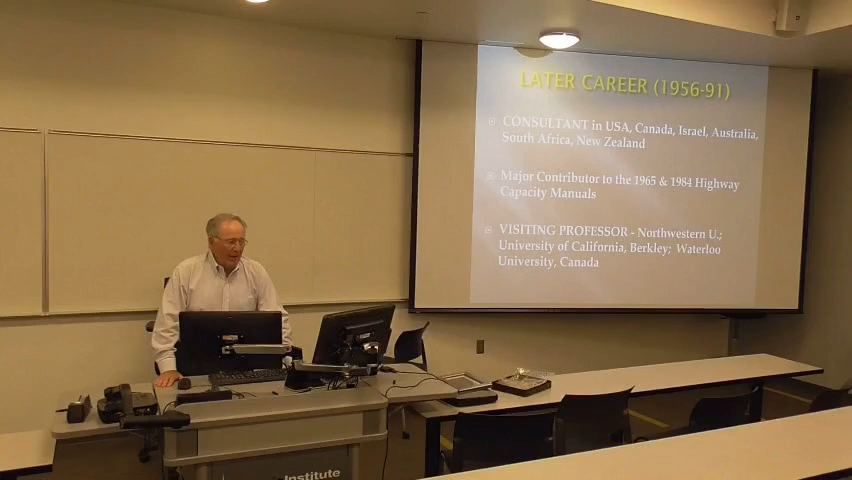 LATER CAREER (1956-91)
CONSULTANT in USA, Canada, Israel, Australia,
South Africa, New Zealand
Major Contributor to the 1965 & 1984 Highway
Capacity Manuals
VISITING PROFESSOR - Northwestern U.;
University of California, Berkley; Waterloo
University, Canada
Institute